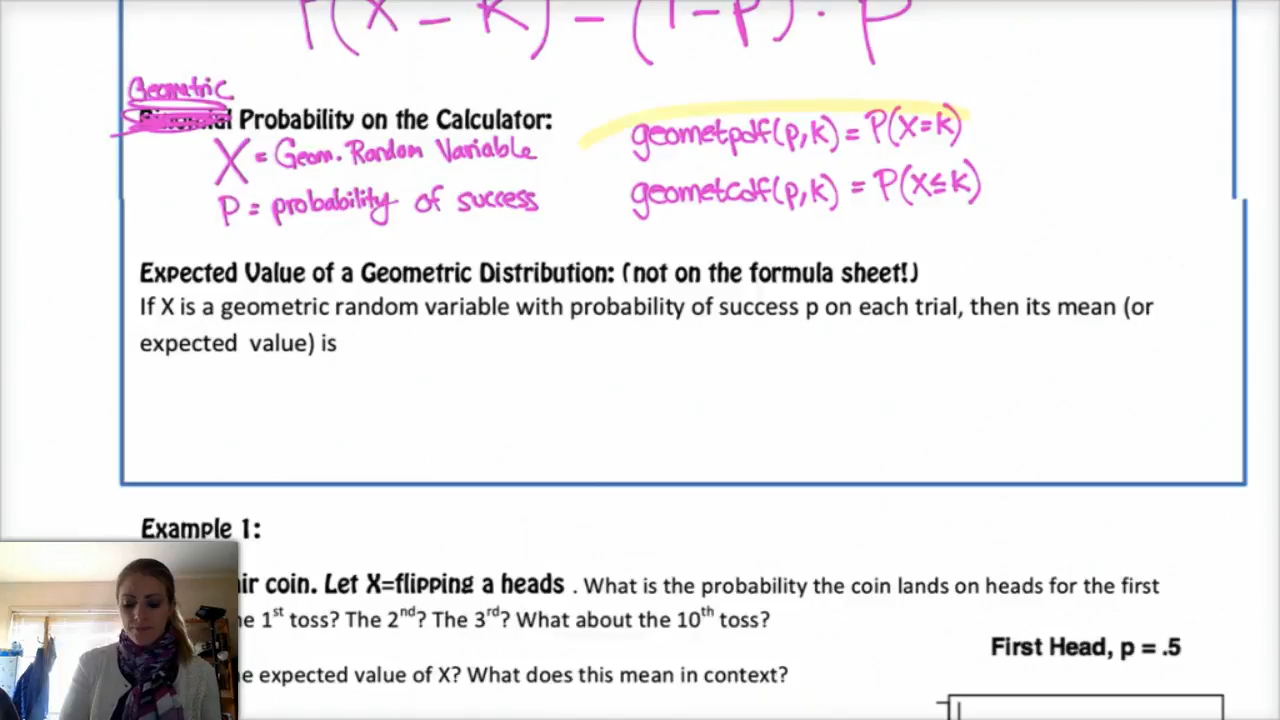 P(X = k) = (1-p) · p
Geometric
Binomial Probability on the Calculator:
X = Geom. Random Variable
P = probability of success
geometpdf(p,k) = P(X=k)
geometcdf(p,k) = P(X≤k)
Expected Value of a Geometric Distribution: (not on the formula sheet!)
If X is a geometric random variable with probability of success p on each trial, then its mean (or
expected value) is
Example 1:
ir coin. Let X=flipping a heads . What is the probability the coin lands on heads for the first
e 1st toss? The 2nd? The 3rd? What about the 10th toss?
First Head, p = .5
e expected value of X? What does this mean in context?